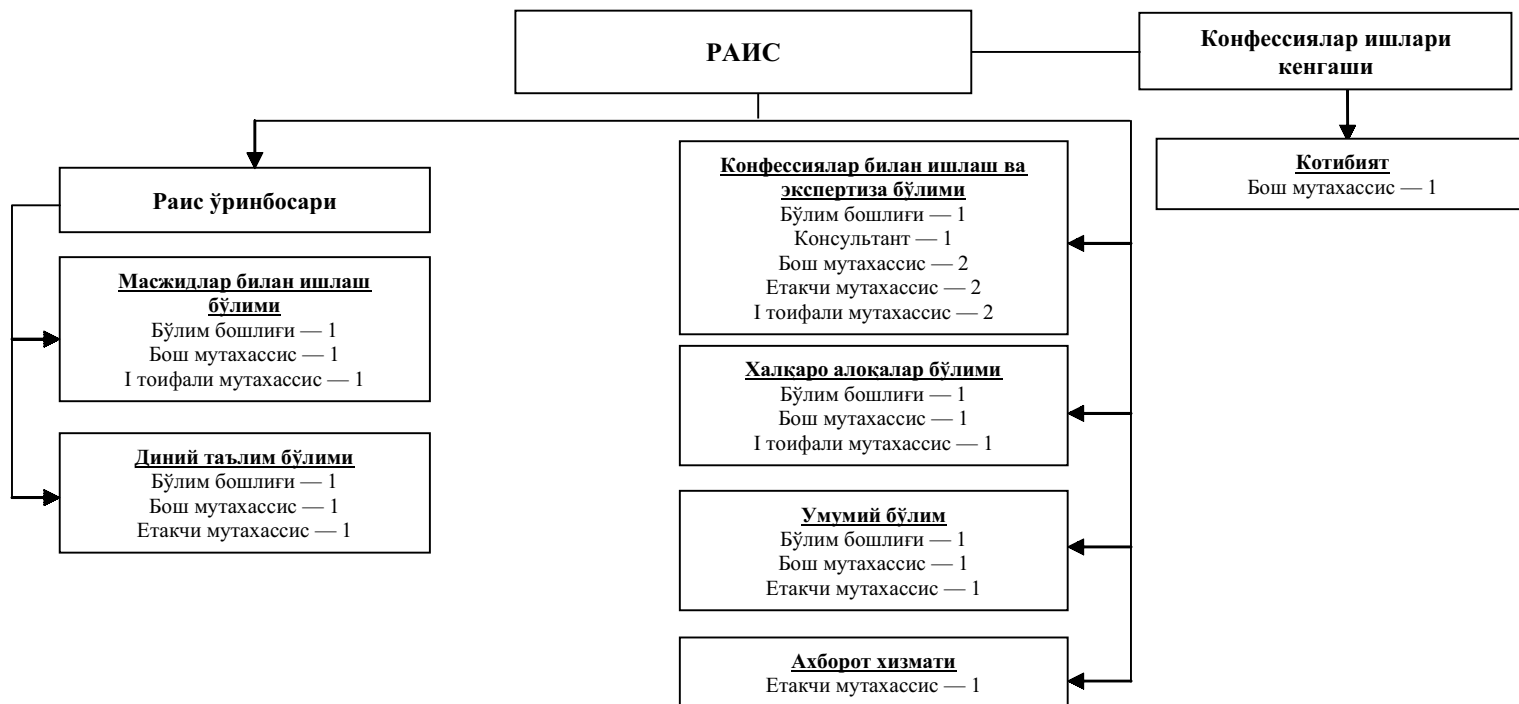 РАИС
Конфессиялар ишлари
кенгаши
Котибият
Бош мутахассис — 1
Раис ўринбосари
Масжидлар билан ишлаш
бўлими
Бўлим бошлиғи — 1
Бош мутахассис — 1
I тоифали мутахассис — 1
Диний таълим бўлими
Бўлим бошлиғи — 1
Бош мутахассис — 1
Етакчи мутахассис — 1
Конфессиялар билан ишлаш ва
экспертиза бўлими
Бўлим бошлиғи — 1
Консультант — 1
Бош мутахассис — 2
Етакчи мутахассис — 2
I тоифали мутахассис — 2
Халқаро алоқалар бўлими
Бўлим бошлиғи — 1
Бош мутахассис — 1
I тоифали мутахассис — 1
Умумий бўлим
Бўлим бошлиғи — 1
Бош мутахассис — 1
Етакчи мутахассис — 1
Ахборот хизмати
Етакчи мутахассис — 1